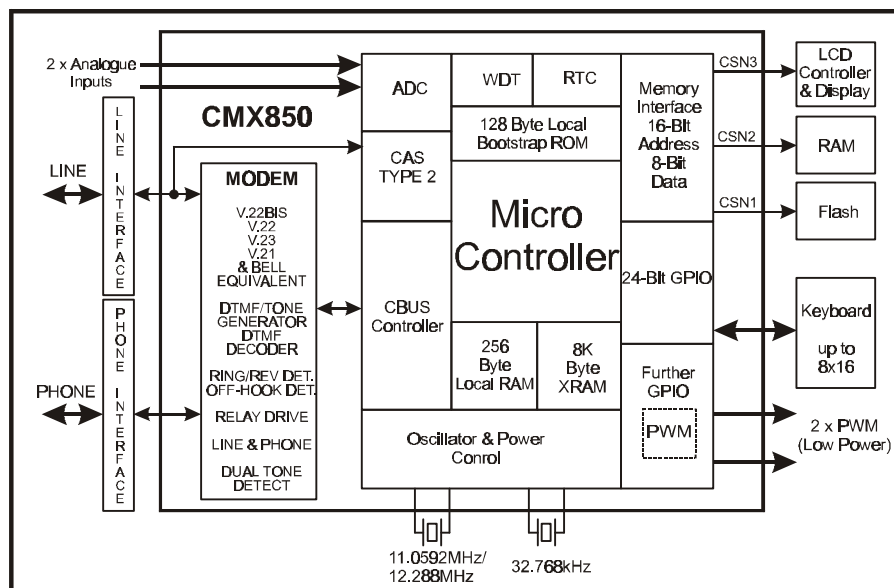 2 x Analogue
Inputs
LINE
PHONE
LINE INTERFACE
PHONE INTERFACE
CMX850
MODEM
V.22BIS
V.22
V.23
V.21
& BELL
EQUIVALENT
DTMF/TONE
GENERATOR
DTMF
DECODER
RING/REV DET.
OFF-HOOK DET.
RELAY DRIVE
LINE & PHONE
DUAL TONE
DETECT
ADC
CAS
TYPE 2
CBUS
Controller
WDT
RTC
128 Byte Local
Bootstrap ROM
Micro
Controller
256
Byte
Local RAM
8K
Byte
XRAM
Oscillator & Power
Conrol
Memory
Interface
16-BIt
Address
8-Bit
Data
24-BIt GPIO
Further
GPIO
PWM
CSN3
CSN2
CSN1
LCD
Controller
& Display
RAM
Flash
Keyboard
up to
8x16
2 x PWM
(Low Power)
11.0592MHz/
12.288MHz
32.768kHz